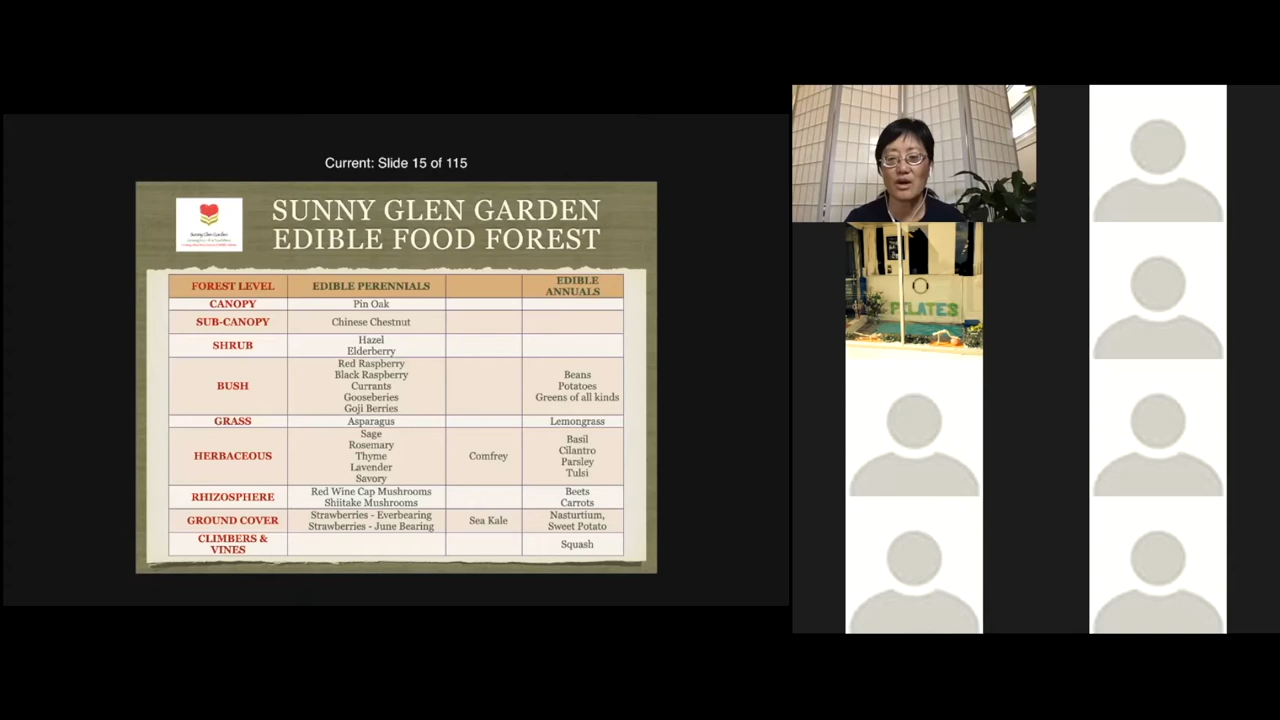 Current: Slide 15 of 115
Sunny Glen Garden
SUNNY GLEN GARDEN
EDIBLE FOOD FOREST
FOREST LEVEL EDIBLE PERENNIALS EDIBLE ANNUALS
CANOPY Pin Oak
SUB-CANOPY Chinese Chestnut
SHRUB Hazel
Elderberry
BUSH Red Raspberry
Black Raspberry
Currants
Gooseberies
Goji Berries
Beans
Potatoes
Greens of all kinds
GRASS Asparagus Lemongrass
HERBACEOUS Sage
Rosemary
Thyme
Lavender
Savory
Comfrey
Basil
Cilantro
Parsley
Tulsi
RHIZOSPHERE Red Wine Cap Mushrooms
Shiitake Mushrooms
Beets
Carrots
GROUND COVER Strawberries - Everbearing
Strawberries - June Bearing
Sea Kale
Nasturtium,
Sweet Potato
CLIMBERS &
VINES
Squash
PILATES